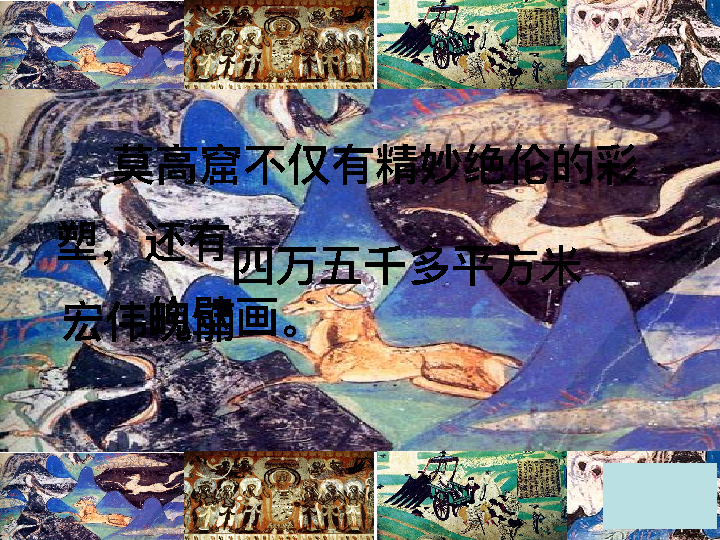 莫高窟不仅有精妙绝伦的彩
塑，还有
四万五千多平方米
宏伟瑰丽
的壁画。